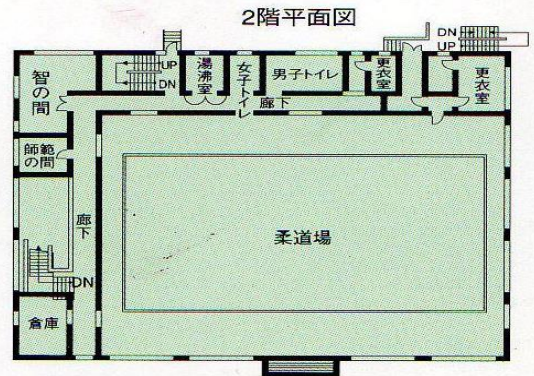 2階平面図
DN
UP
智の間
UP
DN
湯沸室
女子トイレ
男子トイレ
更衣室
更衣室
廊下
師範の間
廊下
柔道場
DN
倉庫